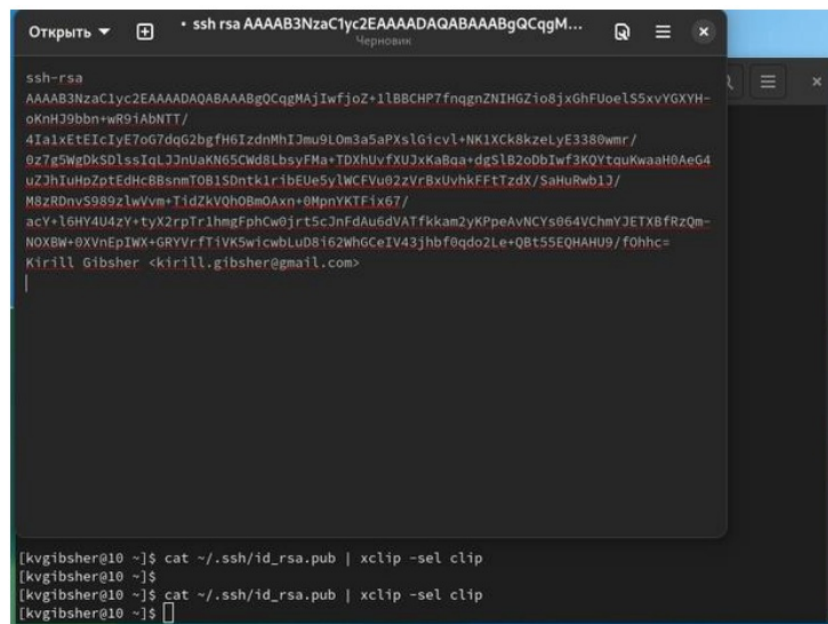 Открыть
• ssh rsa AAAAB3NzaC1yc2EAAAADAQABAAABgQCqgM...
Черновик
ssh-rsa
AAAAB3NzaC1yc2EAAAADAQABAAABgQCqgMAjIwfjoZ+1lBBCHP7fnqgnZNIHGZio8jxGhFUoelS5xvYGXYH-
oKnHJ9bbn+wR9iAbNTT/
4Ia1xEtEIcIyE7oG7dqG2bgfH6IzdnMhIJmu9LOm3a5aPXslGicvl+NK1XCk8kzeLyE3380wmr/
0z7g5WgDkSDlssIqLJJnUaKN65CWd8LbsyFMa+TDXhUvfXUJxKaBqa+dgSlB2oDbIwf3KQYtquKwaaH0AeG4
uZJhIuHpZptEdHcBBsnmTOB1SDntk1ribEUe5ylWCFVu02zVrBxUvhkFFtTzdX/SaHuRwb1J/
M8zRDnvS989zlwVvm+TidZkVQhOBmOAxn+0MpnYKTFix67/
acY+l6HY4U4zY+tyX2rpTr1hmgFphCw0jrt5cJnFdAu6dVATfkkam2yKPpeAvNCYs064VChmYJETXBfRzQm-
NOXBW+0XVnEpIWX+GRYVrfTiVK5wicwbLuD8i62WhGCeIV43jhbf0qdo2Le+QBt55EQHAHU9/fOhhc=
Kirill Gibsher <kirill.gibsher@gmail.com>
[kvgibsher@10 ~]$ cat ~/.ssh/id_rsa.pub | xclip -sel clip
[kvgibsher@10 ~]$
[kvgibsher@10 ~]$ cat ~/.ssh/id_rsa.pub | xclip -sel clip
[kvgibsher@10 ~]$